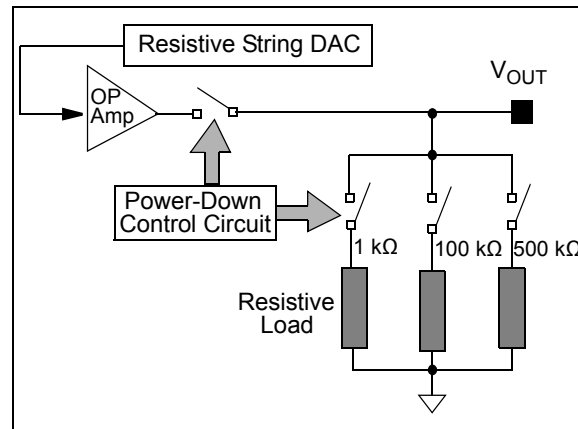 Resistive String DAC
VOUT
OP
Amp
Power-Down
Control Circuit
1 kΩ
100 kΩ
500 kΩ
Resistive
Load